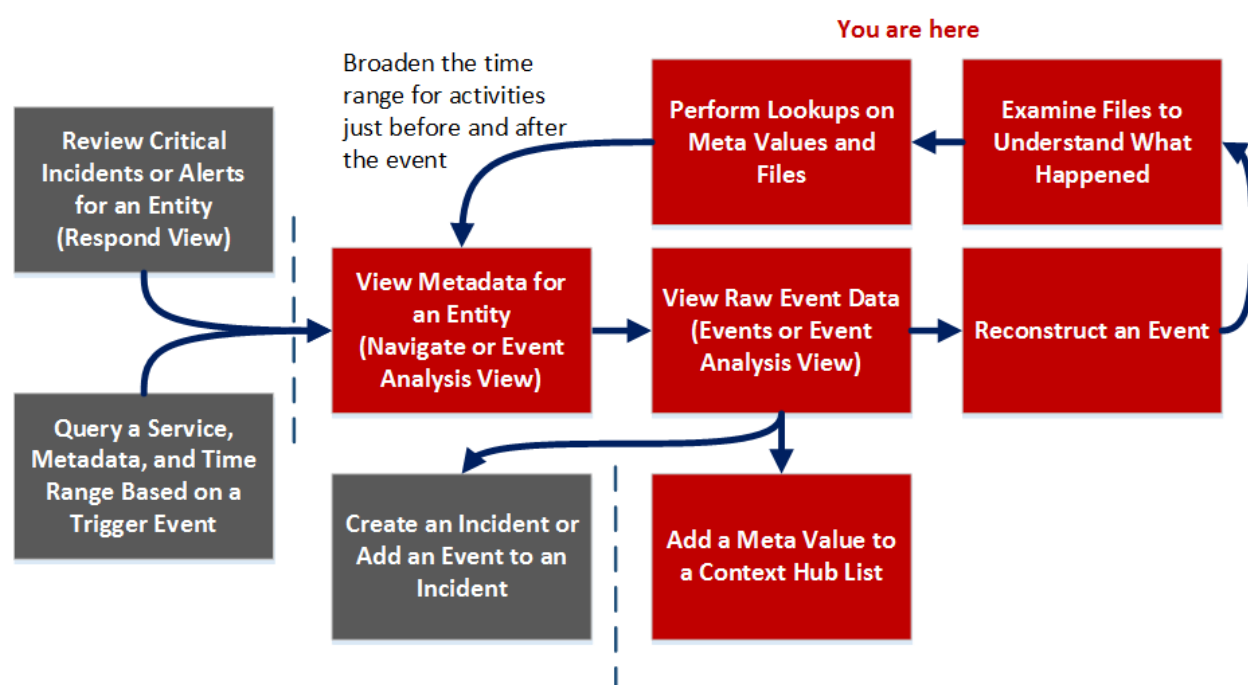 You are here
Broaden the time
range for activities
just before and after
the event
Perform Lookups on
Meta Values and
Files
Examine Files to
Understand What
Happened
Review Critical
Incidents or Alerts
for an Entity
(Respond View)
View Metadata for
an Entity
(Navigate or Event
Analysis View)
View Raw Event Data
(Events or Event
Analysis View)
Reconstruct an Event
Query a Service,
Metadata, and Time
Range Based on a
Trigger Event
Create an Incident or
Add an Event to an
Incident
Add a Meta Value to
a Context Hub List